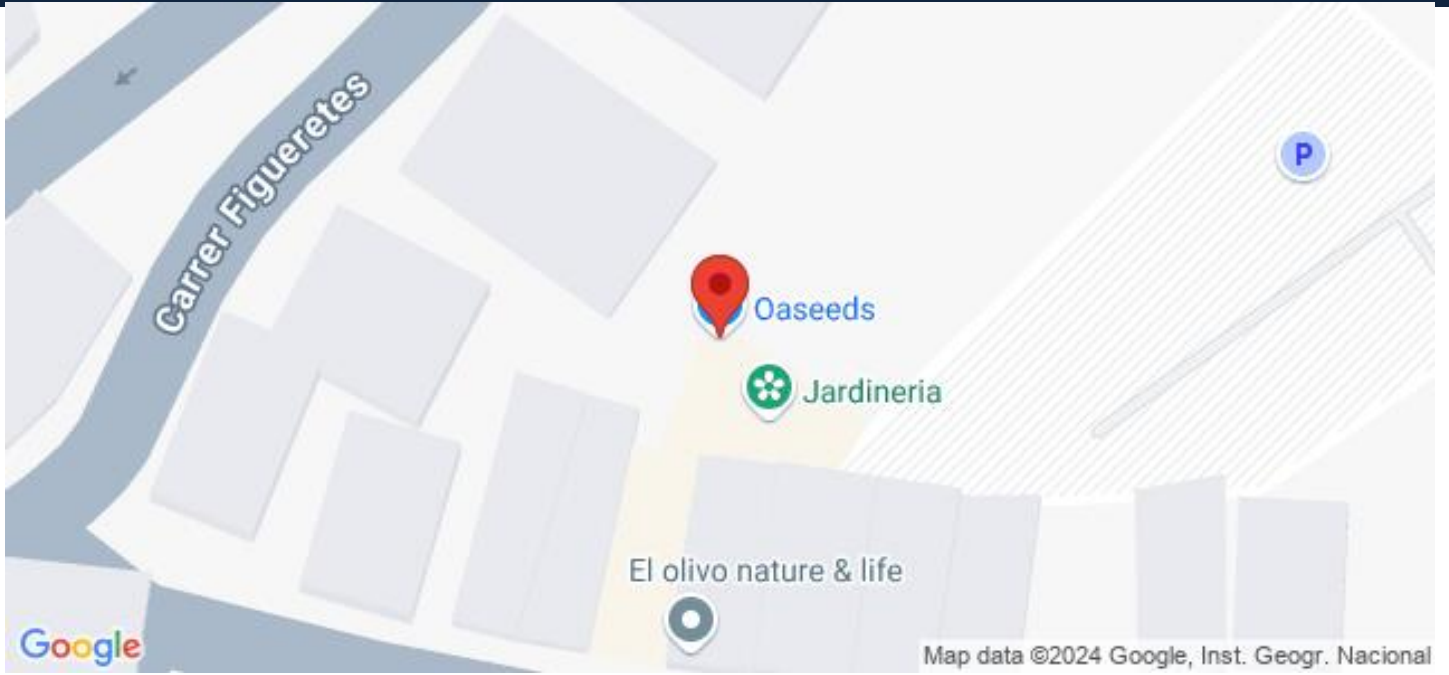 Carrer Figueretes
P
Oaseeds
Jardineria
El olivo nature & life
Google
Map data ©2024 Google, Inst. Geogr. Nacional